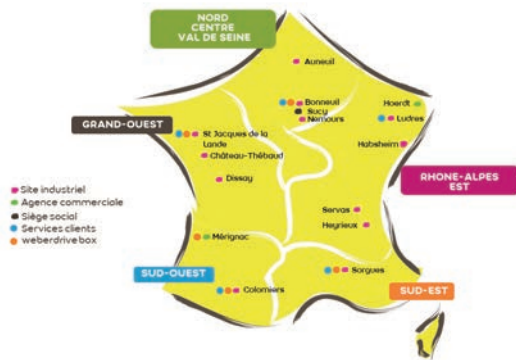 NORD
CENTRE
VAL DE SEINE
Auneuil
Bonneuil
Sucy
Nemours
Hoerdt
Ludres
Habsheim
GRAND-OUEST
St Jacques de la
Lande
Château-Thébaud
Dissay
RHONE-ALPES
EST
Site industriel
Agence commerciale
Siège social
Services clients
weberdrive box
Servas
Heyrieux
Mérignac
SUD-OUEST
Colomiers
Sorgues
SUD-EST